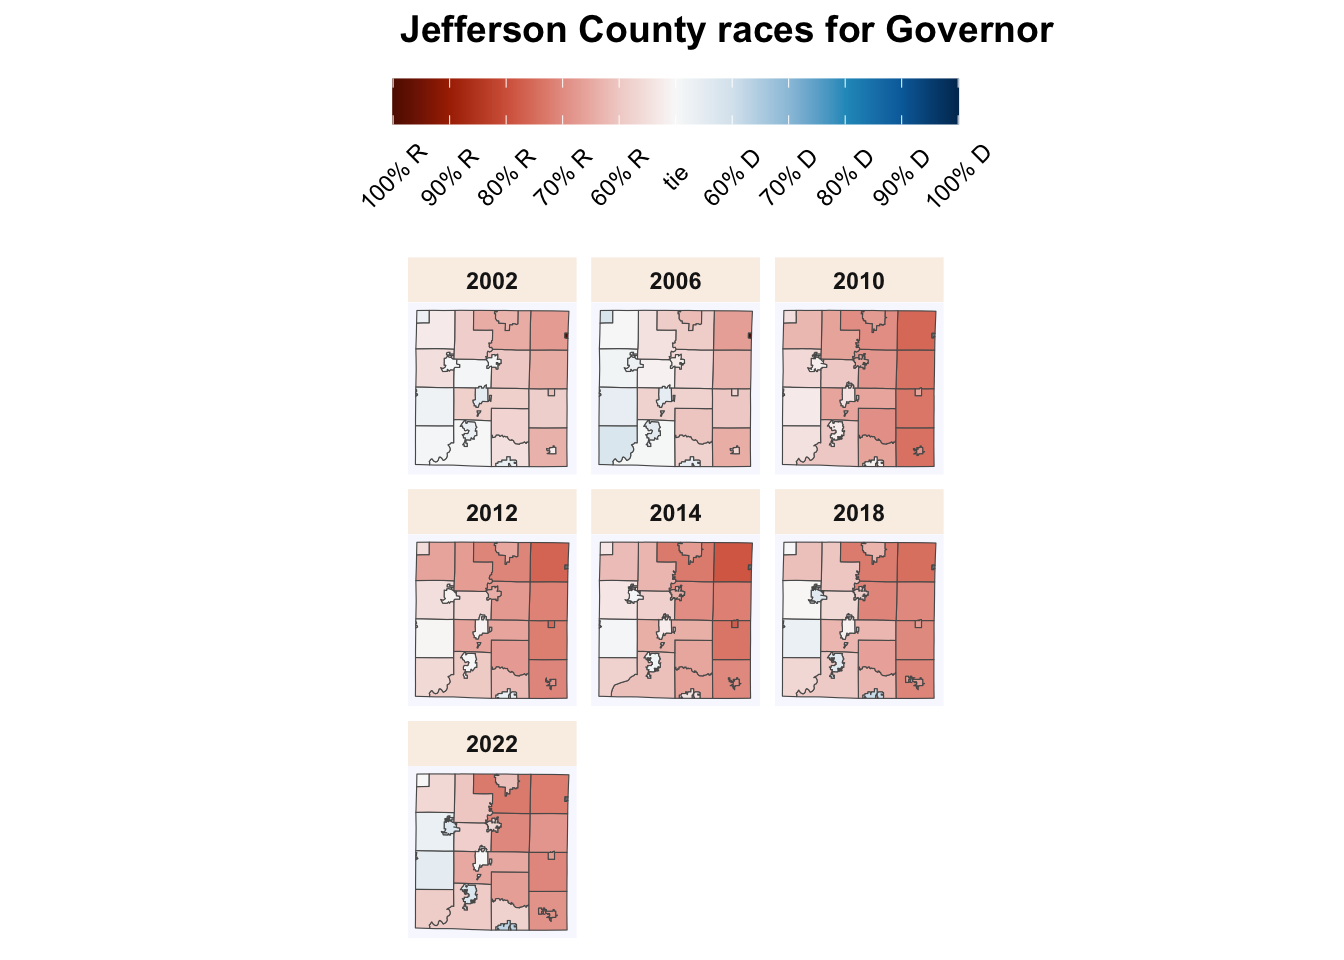 Jefferson County races for Governor
100% R 90% R 80% R 70% R 60% R tie 60% D 70% D 80% D 90% D 100% D
2002 2006 2010
2012 2014 2018
2022